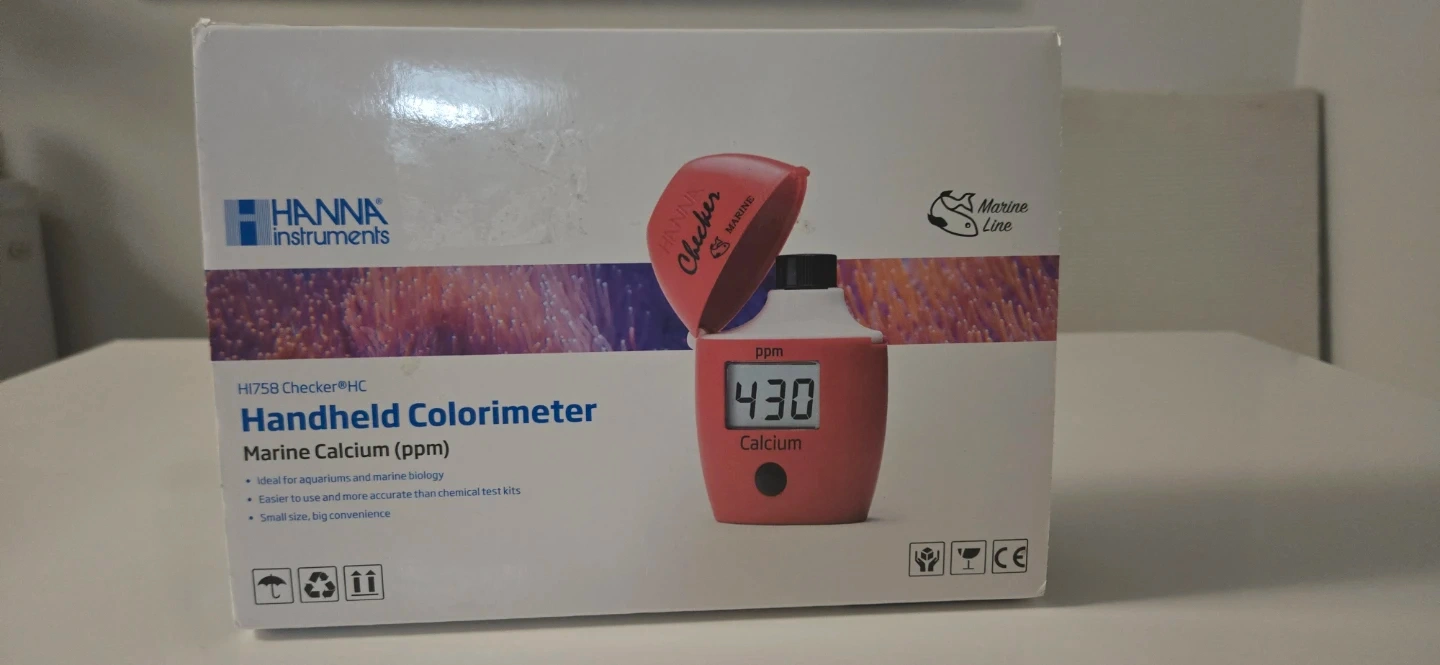 HANNA®
instruments
HANNA
Checker
MARINE
Marine
Line
HI758 Checker®HC
Handheld Colorimeter
Marine Calcium (ppm)
• Ideal for aquariums and marine biology
• Easier to use and more accurate than chemical test kits
• Small size, big convenience
ppm
430
Calcium
CE